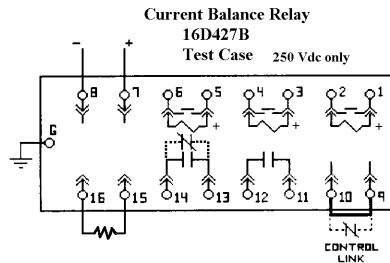 Current Balance Relay
16D427B
Test Case 250 Vdc only
- +
8 7 6 5 4 3 2 1
+ + +
G
16 15 14 13 12 11 10 9
CONTROL
LINK